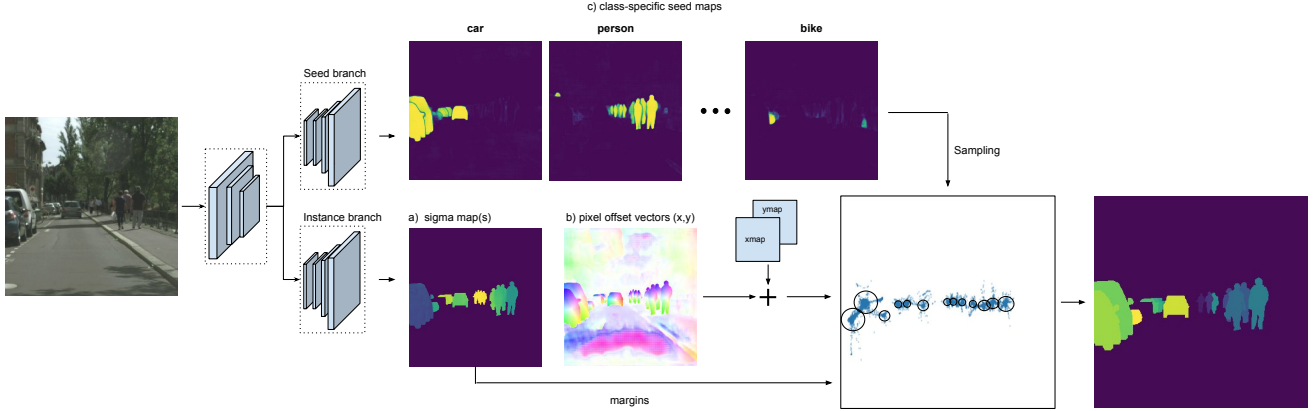 c) class-specific seed maps
car
person
bike
Seed branch
Sampling
Instance branch
a) sigma map(s)
b) pixel offset vectors (x,y)
ymap
xmap
margins